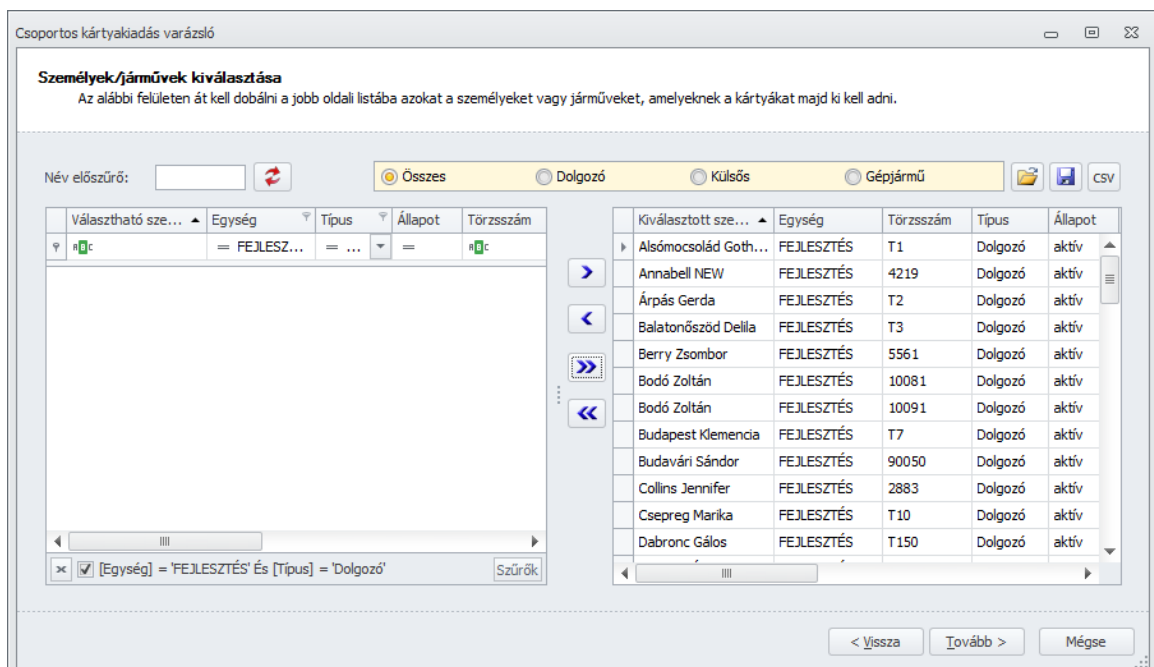 Csoportos kártyakiadás varázsló
Személyek/járművek kiválasztása
Az alábbi felületen át kell dobálni a jobb oldali listába azokat a személyeket vagy járműveket, amelyeknek a kártyákat majd ki kell adni.
Név előszűrő: Összes Dolgozó Külsős Gépjármű CSV
Választható sze... Egység Típus Állapot Törzsszám
ABC = FEJLESZ... = ... = ABC
[Egység] = 'FEJLESZTÉS' És [Típus] = 'Dolgozó' Szűrők
Kiválasztott sze... Egység Törzsszám Típus Állapot
Alsómocsolád Goth... FEJLESZTÉS T1 Dolgozó aktív
Annabell NEW FEJLESZTÉS 4219 Dolgozó aktív
Árpás Gerda FEJLESZTÉS T2 Dolgozó aktív
Balatonőszöd Delila FEJLESZTÉS T3 Dolgozó aktív
Berry Zsombor FEJLESZTÉS 5561 Dolgozó aktív
Bodó Zoltán FEJLESZTÉS 10081 Dolgozó aktív
Bodó Zoltán FEJLESZTÉS 10091 Dolgozó aktív
Budapest Klemencia FEJLESZTÉS T7 Dolgozó aktív
Budavári Sándor FEJLESZTÉS 90050 Dolgozó aktív
Collins Jennifer FEJLESZTÉS 2883 Dolgozó aktív
Csepreg Marika FEJLESZTÉS T10 Dolgozó aktív
Dabronc Gálos FEJLESZTÉS T150 Dolgozó aktív
< Vissza Tovább > Mégse